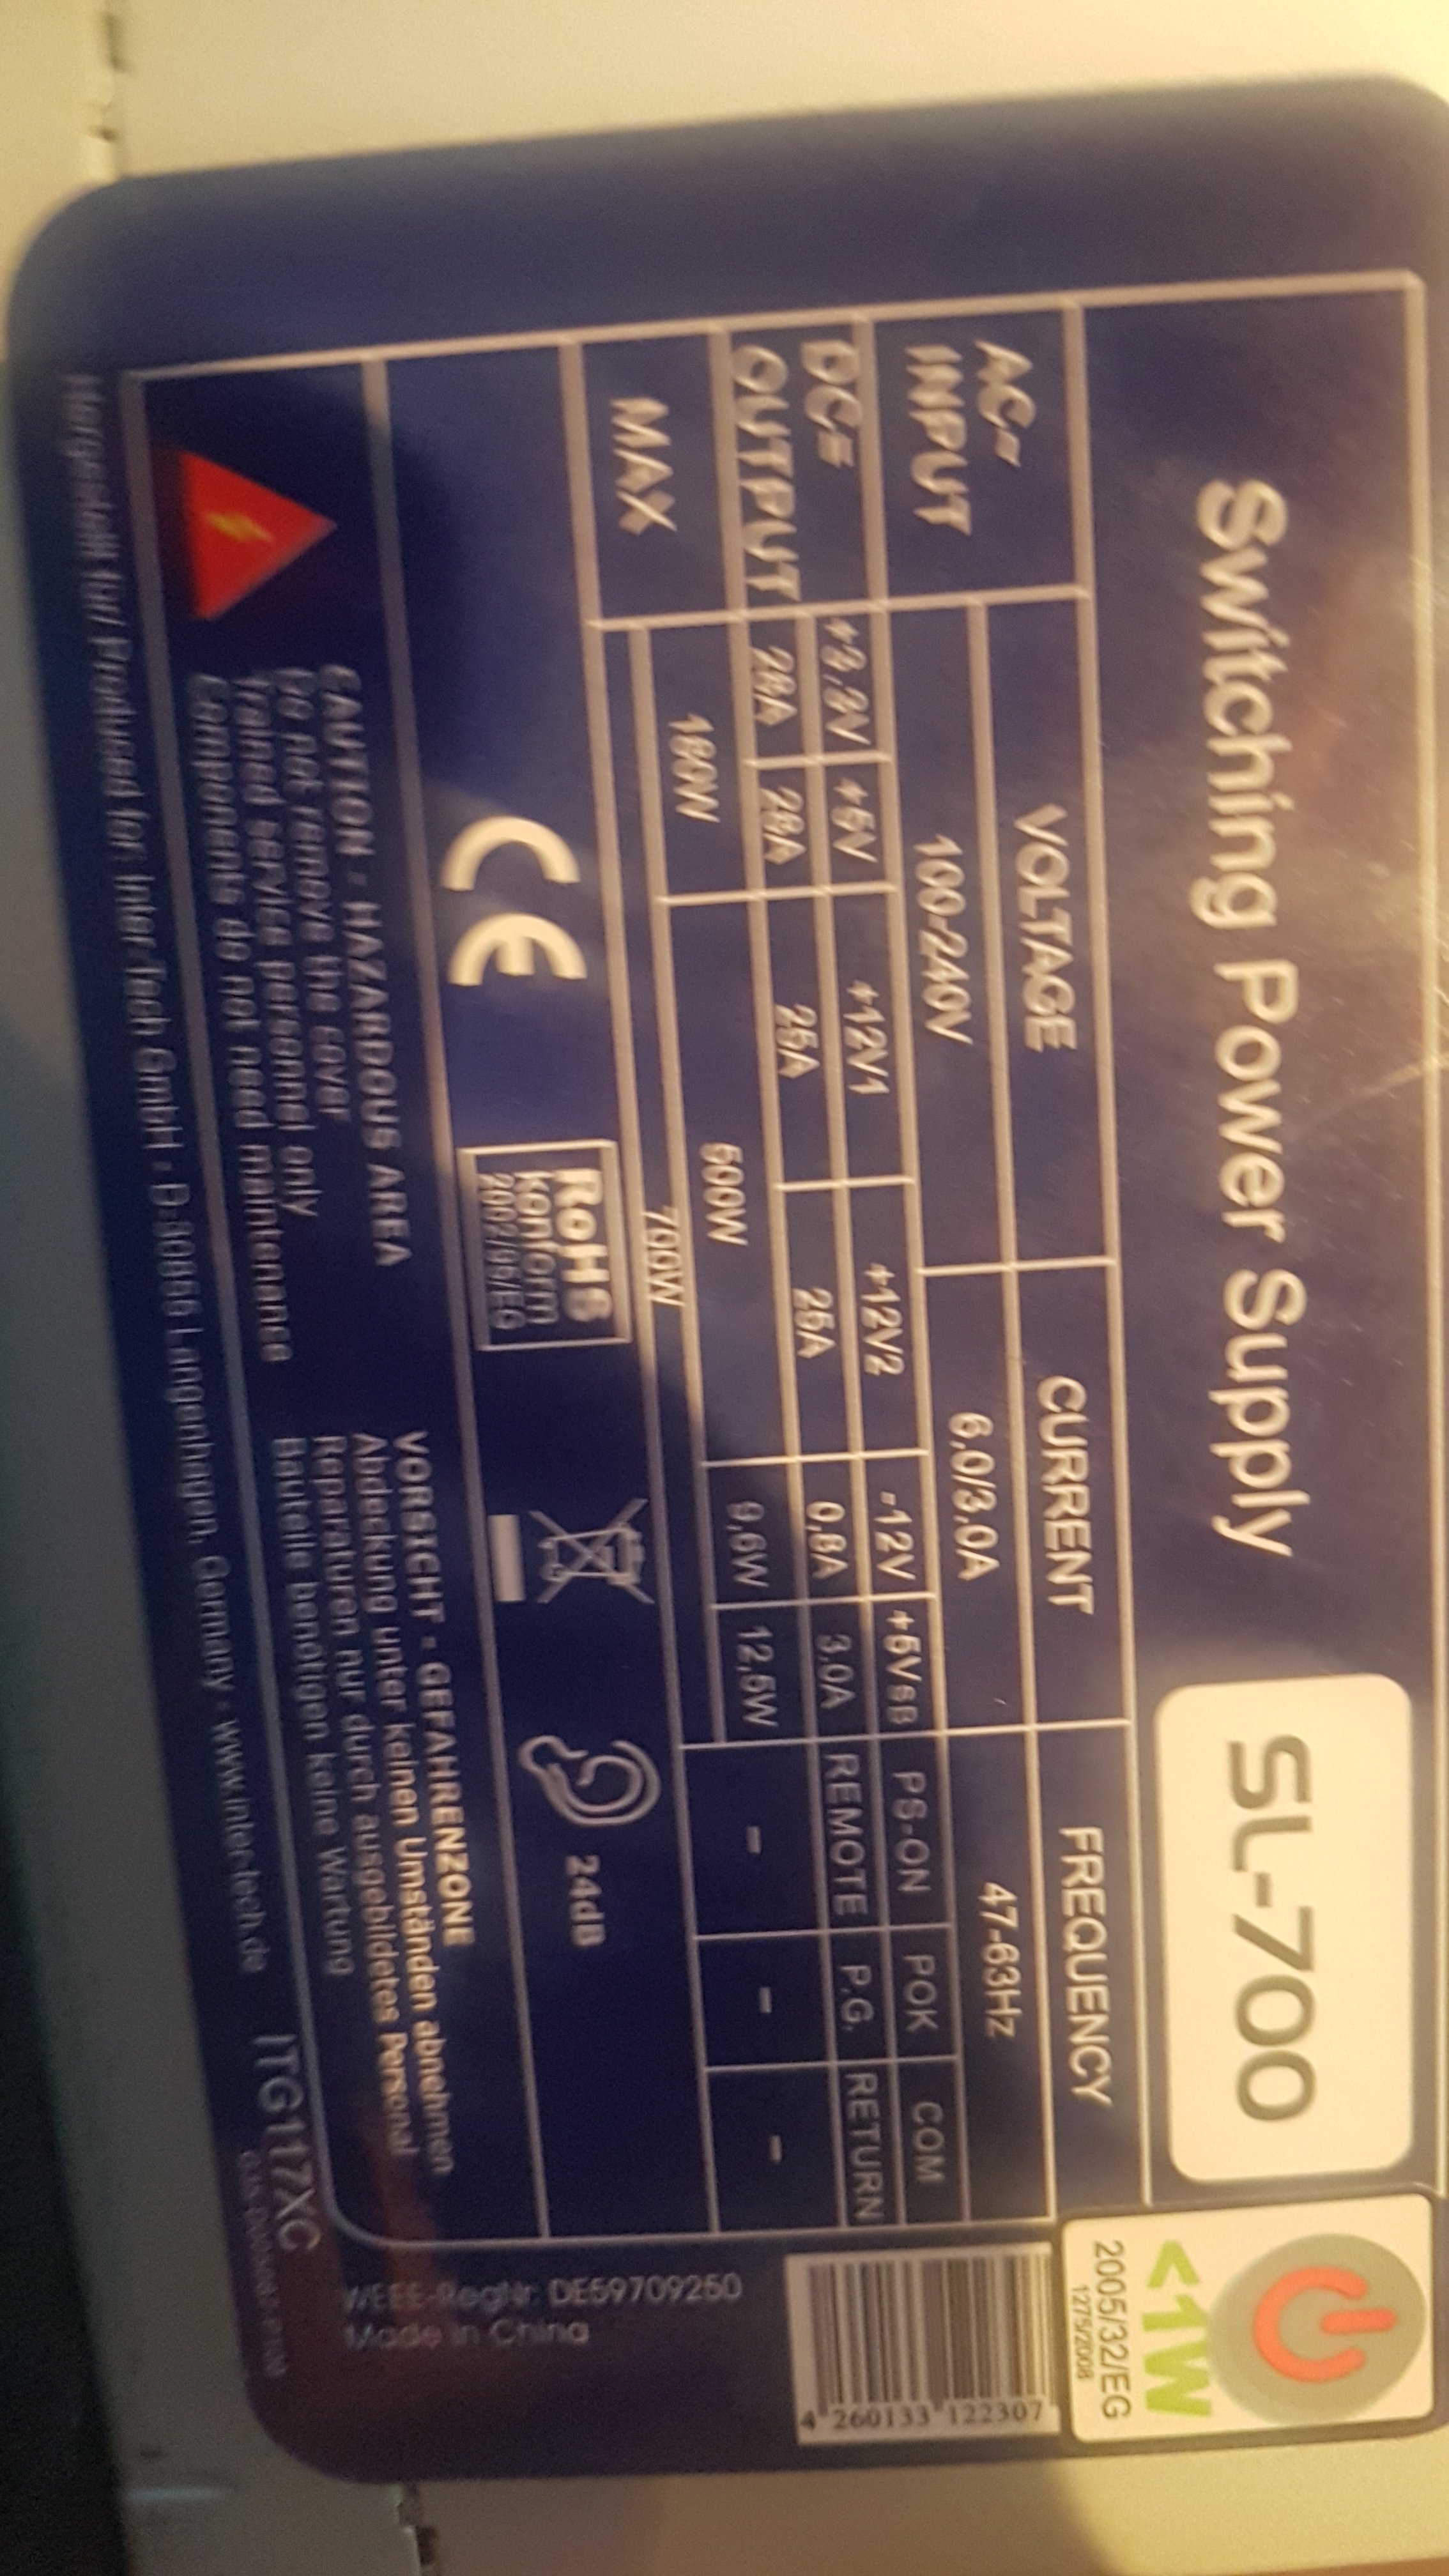 Switching Power Supply
SL-700
<1W
2005/32/EG
1275/2008
AC~ INPUT
VOLTAGE CURRENT FREQUENCY
100-240V 6,0/3,0A 47-63Hz
DC= OUTPUT
+3,3V +5V +12V1 +12V2 -12V +5VsB PS-ON POK COM
28A 28A 25A 25A 0,8A 3,0A REMOTE P.G. RETURN
MAX
180W 600W 9,6W 12,5W - - -
700W
4 260133 122307
CE
RoHS
konform
2002/95/EG
24dB
WEEE-RegNr: DE59709250
Made in China
CAUTION - HAZARDOUS AREA
Do not remove the cover
Trained service personnel only
Components do not need maintenance
VORSICHT - GEFAHRENZONE
Abdeckung unter keinen Umständen abnehmen
Reparaturen nur durch ausgebildetes Personal
Bauteile benötigen keine Wartung
Hergestellt für/ Produced for: Inter-Tech GmbH - D-30855 Langenhagen, Germany - www.inter-tech.de